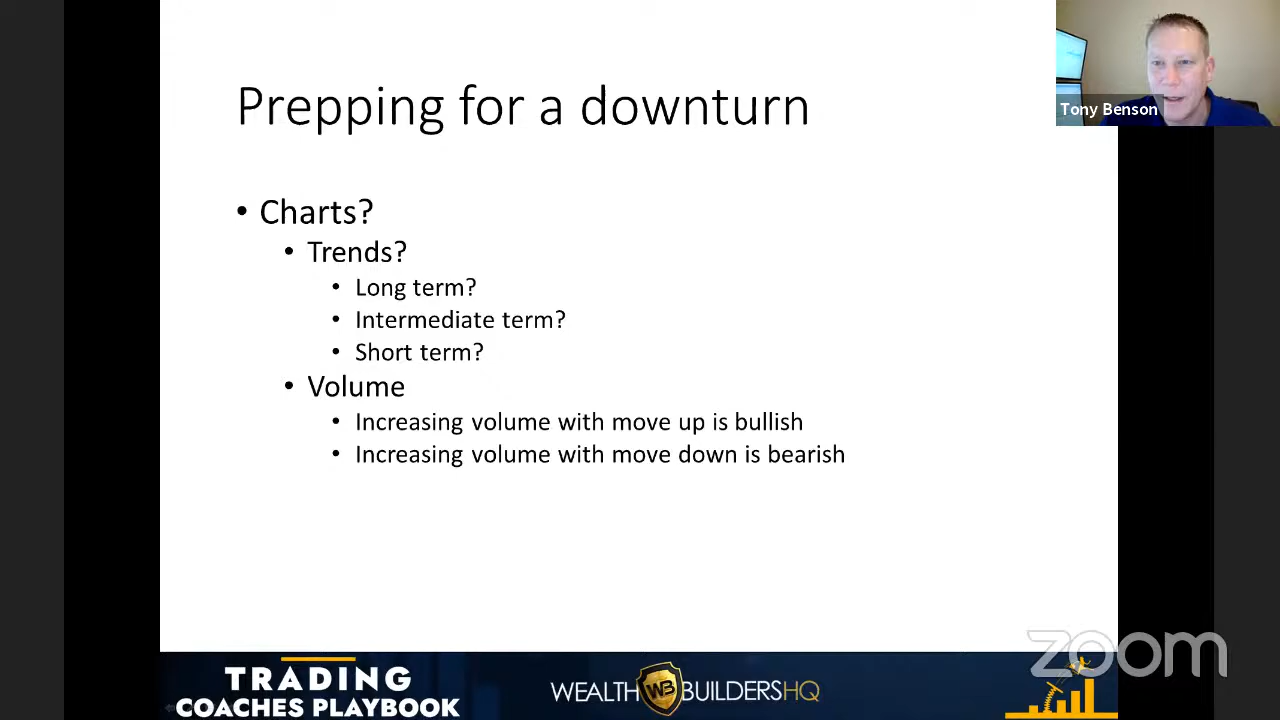 Prepping for a downturn
Tony Benson
• Charts?
• Trends?
• Long term?
• Intermediate term?
• Short term?
• Volume
• Increasing volume with move up is bullish
• Increasing volume with move down is bearish
zoom
TRADING
COACHES PLAYBOOK
WEALTH WB BUILDERSHQ